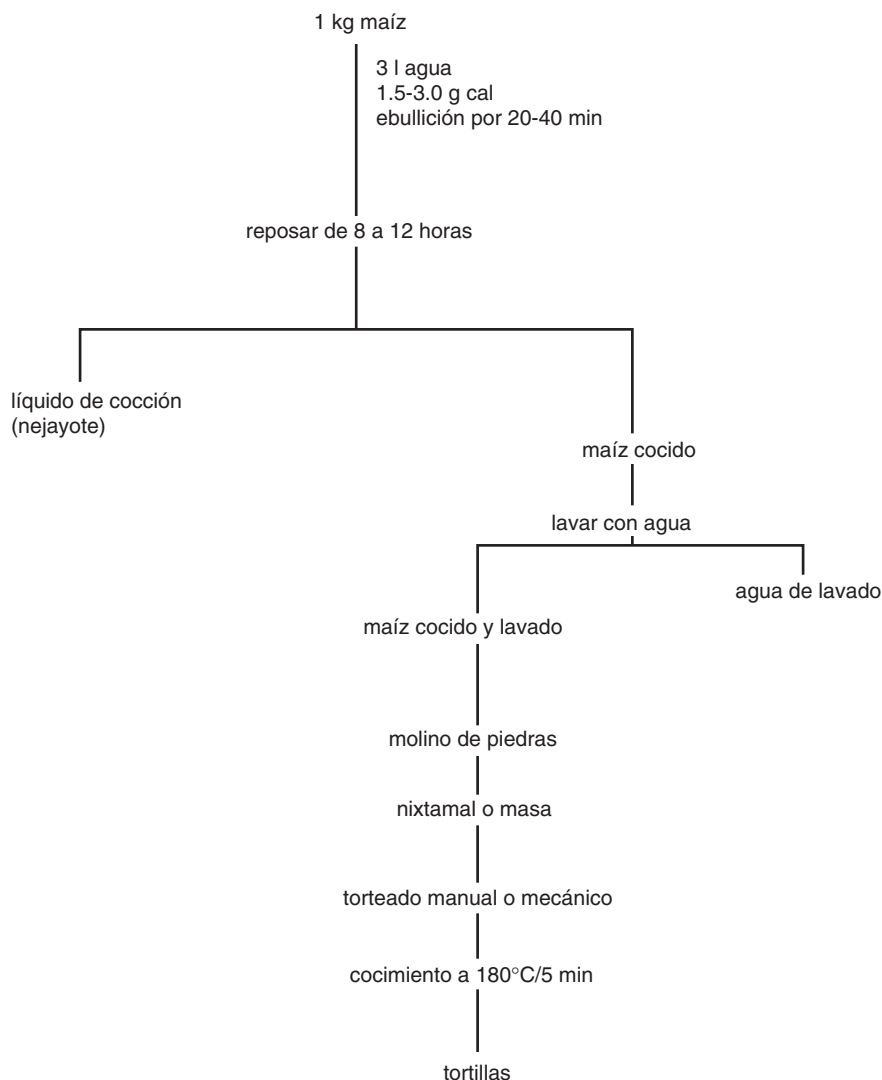 1 kg maíz
3 l agua
1.5-3.0 g cal
ebullición por 20-40 min
reposar de 8 a 12 horas
líquido de cocción
(nejayote)
maíz cocido
lavar con agua
agua de lavado
maíz cocido y lavado
molino de piedras
nixtamal o masa
torteado manual o mecánico
cocimiento a 180°C/5 min
tortillas